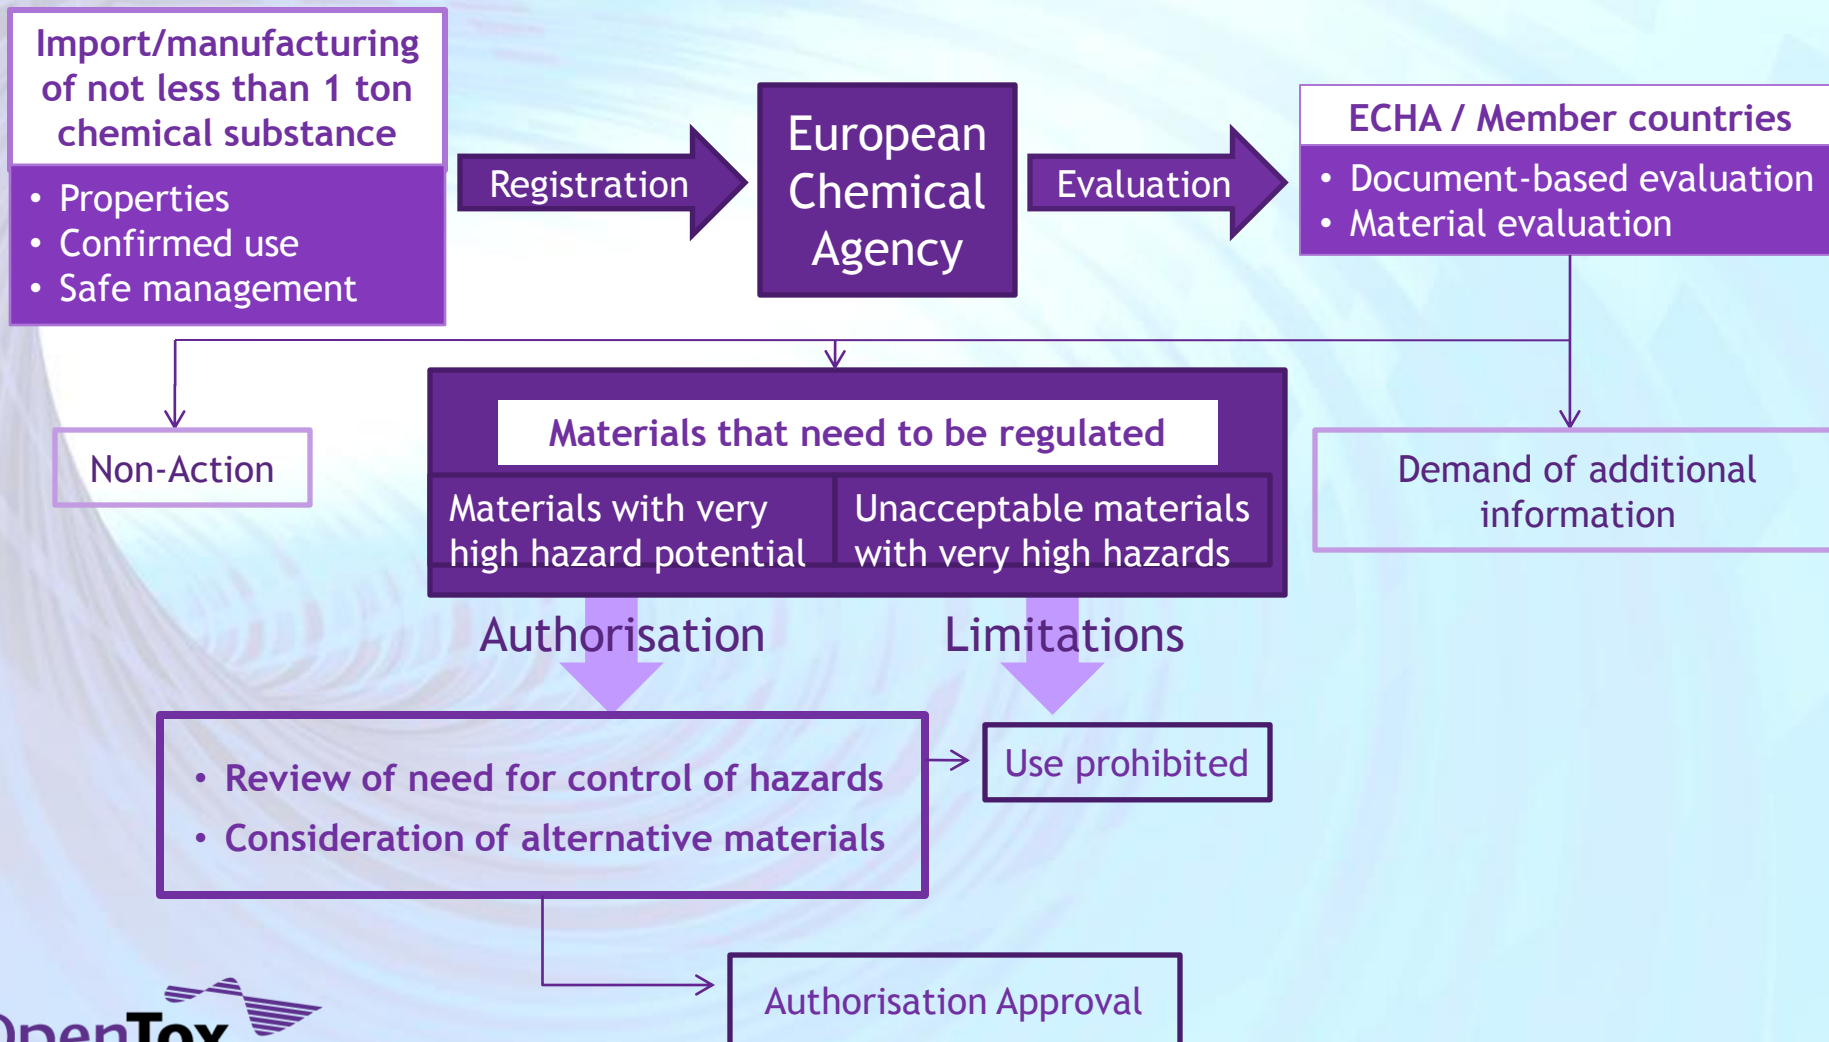 Import/manufacturing
of not less than 1 ton
chemical substance
• Properties
• Confirmed use
• Safe management
Registration
European
Chemical
Agency
Evaluation
ECHA / Member countries
• Document-based evaluation
• Material evaluation
Non-Action
Materials that need to be regulated
Materials with very
high hazard potential
Unacceptable materials
with very high hazards
Demand of additional
information
Authorisation
Limitations
• Review of need for control of hazards
• Consideration of alternative materials
Use prohibited
Authorisation Approval
OpenTox